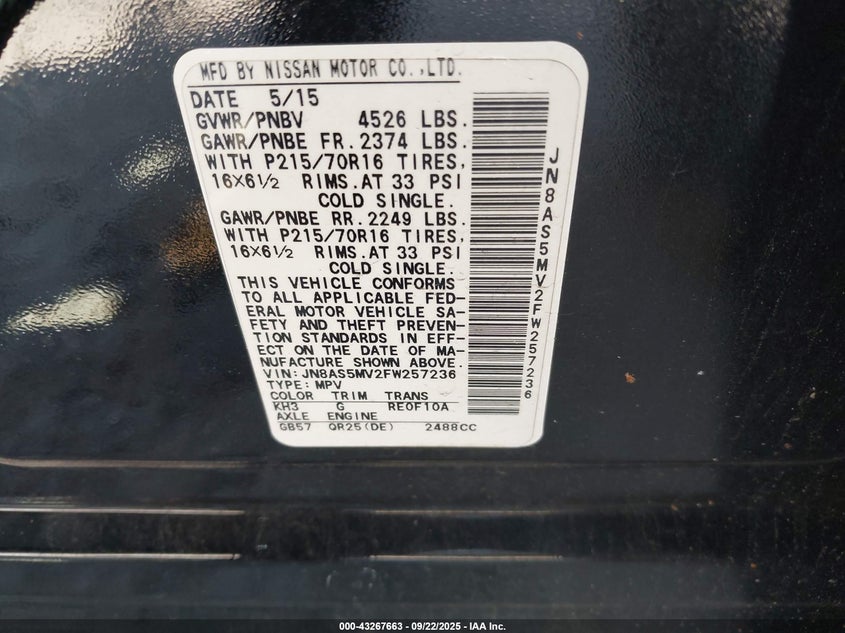 MFD BY NISSAN MOTOR CO.,LTD.
DATE 5/15
GVWR/PNBV 4526 LBS.
GAWR/PNBE FR. 2374 LBS.
WITH P215/70R16 TIRES,
16X6½ RIMS. AT 33 PSI
COLD SINGLE.
GAWR/PNBE RR. 2249 LBS.
WITH P215/70R16 TIRES,
16X6½ RIMS. AT 33 PSI
COLD SINGLE.
THIS VEHICLE CONFORMS
TO ALL APPLICABLE FED-
ERAL MOTOR VEHICLE SA-
FETY AND THEFT PREVEN-
TION STANDARDS IN EFF-
ECT ON THE DATE OF MA-
NUFACTURE SHOWN ABOVE.
VIN: JN8AS5MV2FW257236
TYPE: MPV
COLOR TRIM TRANS
KH3 G RE0F10A
AXLE ENGINE
GB57 QR25(DE) 2488CC
JN8AS5MV2FW257236
000-43267663 - 09/22/2025 - IAA Inc.